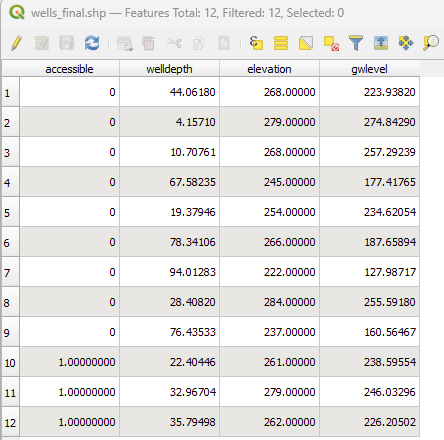 wells_final.shp — Features Total: 12, Filtered: 12, Selected: 0
accessible welldepth elevation gwlevel
1 0 44.06180 268.00000 223.93820
2 0 4.15710 279.00000 274.84290
3 0 10.70761 268.00000 257.29239
4 0 67.58235 245.00000 177.41765
5 0 19.37946 254.00000 234.62054
6 0 78.34106 266.00000 187.65894
7 0 94.01283 222.00000 127.98717
8 0 28.40820 284.00000 255.59180
9 0 76.43533 237.00000 160.56467
10 1.00000000 22.40446 261.00000 238.59554
11 1.00000000 32.96704 279.00000 246.03296
12 1.00000000 35.79498 262.00000 226.20502